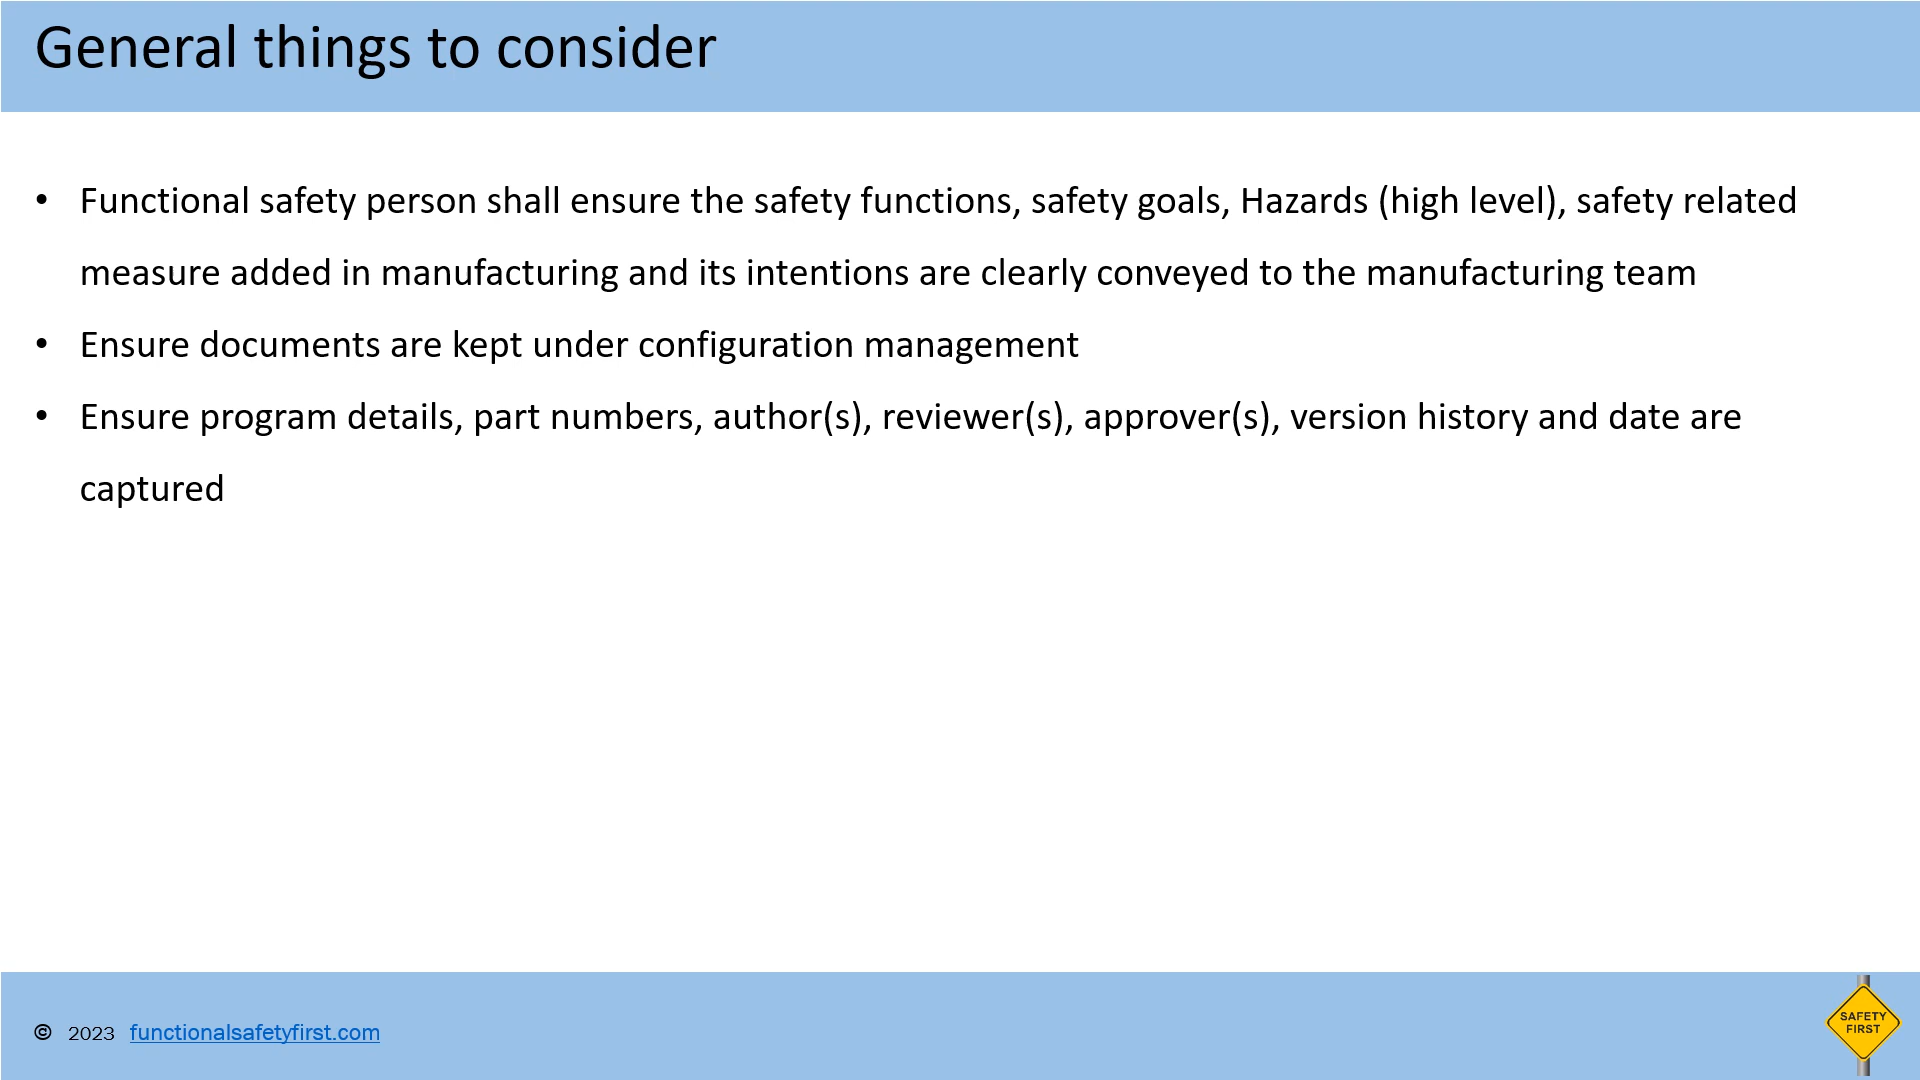 General things to consider
• Functional safety person shall ensure the safety functions, safety goals, Hazards (high level), safety related
measure added in manufacturing and its intentions are clearly conveyed to the manufacturing team
• Ensure documents are kept under configuration management
• Ensure program details, part numbers, author(s), reviewer(s), approver(s), version history and date are
captured
© 2023 functionalsafetyfirst.com
SAFETY
FIRST